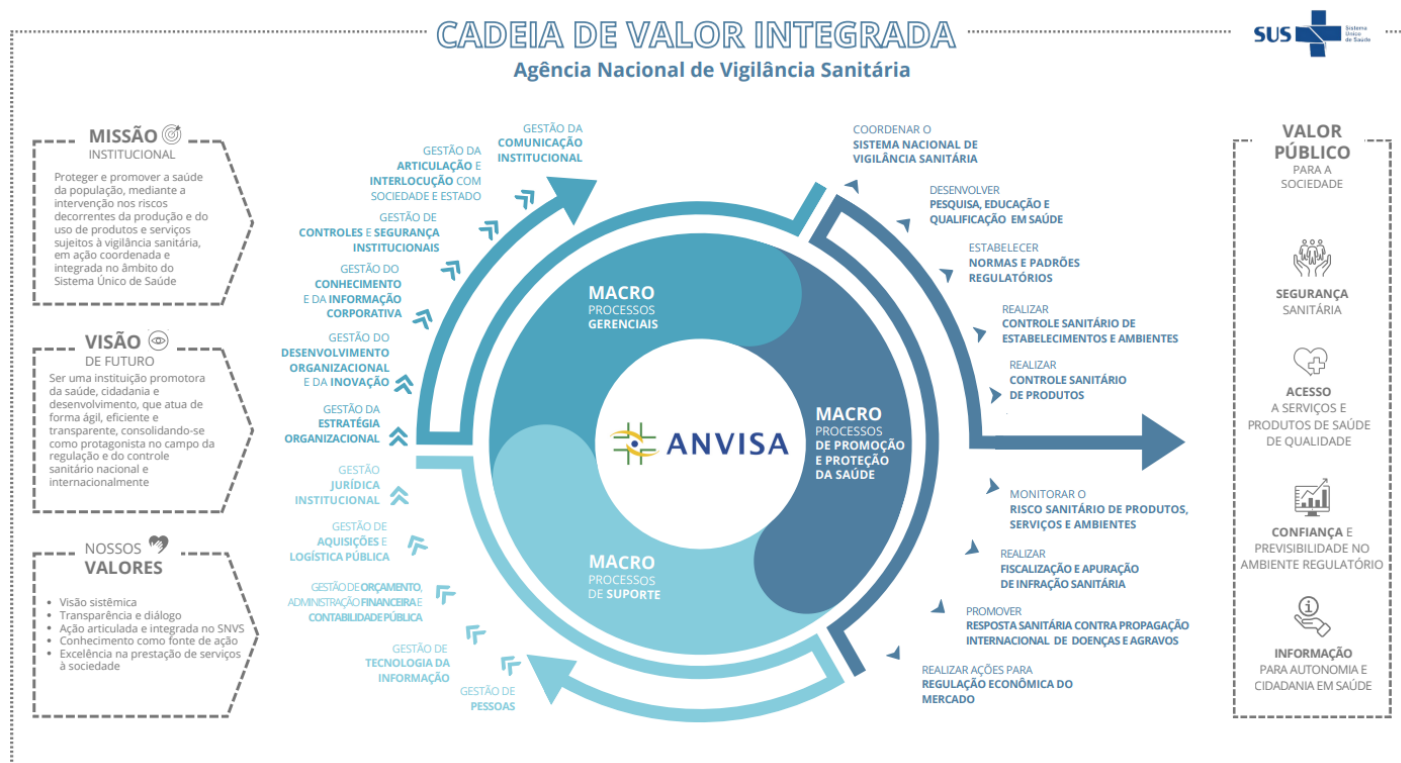 CADEIA DE VALOR INTEGRADA
Agência Nacional de Vigilância Sanitária
SUS
Sistema
Único
de Saúde
MISSÃO
INSTITUCIONAL
Proteger e promover a saúde
da população, mediante a
intervenção nos riscos
decorrentes da produção e do
uso de produtos e serviços
sujeitos à vigilância sanitária,
em ação coordenada e
integrada no âmbito do
Sistema Único de Saúde
VISÃO
DE FUTURO
Ser uma instituição promotora
da saúde, cidadania e
desenvolvimento, que atua de
forma ágil, eficiente e
transparente, consolidando-se
como protagonista no campo da
regulação e do controle
sanitário nacional e
internacionalmente
NOSSOS
VALORES
• Visão sistêmica
• Transparência e diálogo
• Ação articulada e integrada no SNVS
• Conhecimento como fonte de ação
• Excelência na prestação de serviços
à sociedade
GESTÃO DA
COMUNICAÇÃO
INSTITUCIONAL
GESTÃO DA
ARTICULAÇÃO E
INTERLOCUÇÃO COM
SOCIEDADE E ESTADO
GESTÃO DE
CONTROLES E SEGURANÇA
INSTITUCIONAIS
GESTÃO DO
CONHECIMENTO
E DA INFORMAÇÃO
CORPORATIVA
GESTÃO DO
DESENVOLVIMENTO
ORGANIZACIONAL
E DA INOVAÇÃO
GESTÃO DA
ESTRATÉGIA
ORGANIZACIONAL
GESTÃO
JURÍDICA
INSTITUCIONAL
GESTÃO DE
AQUISIÇÕES E
LOGÍSTICA PÚBLICA
GESTÃO DE ORÇAMENTO,
ADMINISTRAÇÃO FINANCEIRA E
CONTABILIDADE PÚBLICA
GESTÃO DE
TECNOLOGIA DA
INFORMAÇÃO
GESTÃO DE
PESSOAS
MACRO
PROCESSOS
GERENCIAIS
MACRO
PROCESSOS
DE PROMOÇÃO
E PROTEÇÃO
DA SAÚDE
ANVISA
MACRO
PROCESSOS
DE SUPORTE
COORDENAR O
SISTEMA NACIONAL DE
VIGILÂNCIA SANITÁRIA
DESENVOLVER
PESQUISA, EDUCAÇÃO E
QUALIFICAÇÃO EM SAÚDE
ESTABELECER
NORMAS E PADRÕES
REGULATÓRIOS
REALIZAR
CONTROLE SANITÁRIO DE
ESTABELECIMENTOS E AMBIENTES
REALIZAR
CONTROLE SANITÁRIO
DE PRODUTOS
MONITORAR O
RISCO SANITÁRIO DE PRODUTOS,
SERVIÇOS E AMBIENTES
REALIZAR
FISCALIZAÇÃO E APURAÇÃO
DE INFRAÇÃO SANITÁRIA
PROMOVER
RESPOSTA SANITÁRIA CONTRA PROPAGAÇÃO
INTERNACIONAL DE DOENÇAS E AGRAVOS
REALIZAR AÇÕES PARA
REGULAÇÃO ECONÔMICA DO
MERCADO
VALOR
PÚBLICO
PARA A
SOCIEDADE
SEGURANÇA
SANITÁRIA
ACESSO
A SERVIÇOS E
PRODUTOS DE SAÚDE
DE QUALIDADE
CONFIANÇA E
PREVISIBILIDADE NO
AMBIENTE REGULATÓRIO
INFORMAÇÃO
PARA AUTONOMIA E
CIDADANIA EM SAÚDE